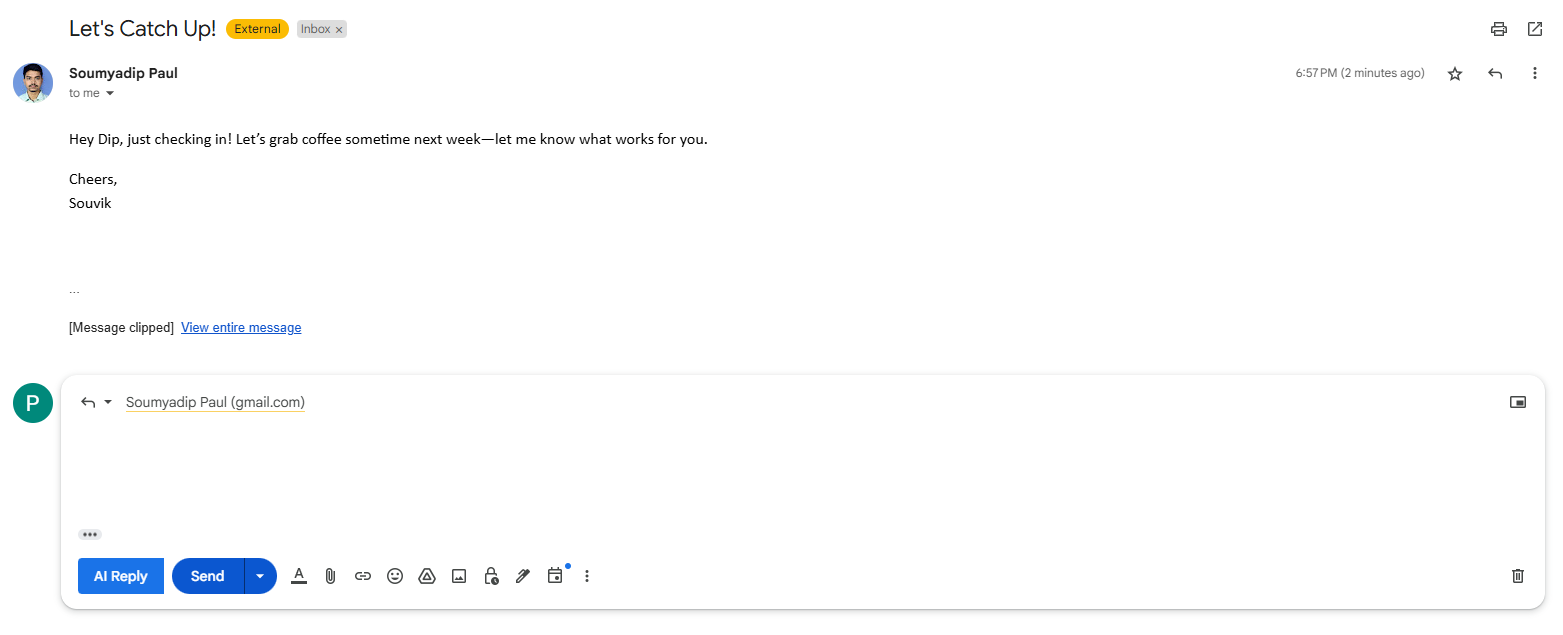 Let's Catch Up! External Inbox ×
Soumyadip Paul 6:57 PM (2 minutes ago)
to me
Hey Dip, just checking in! Let’s grab coffee sometime next week—let me know what works for you.
Cheers,
Souvik
...
[Message clipped] View entire message
P Soumyadip Paul (gmail.com)
AI Reply Send A